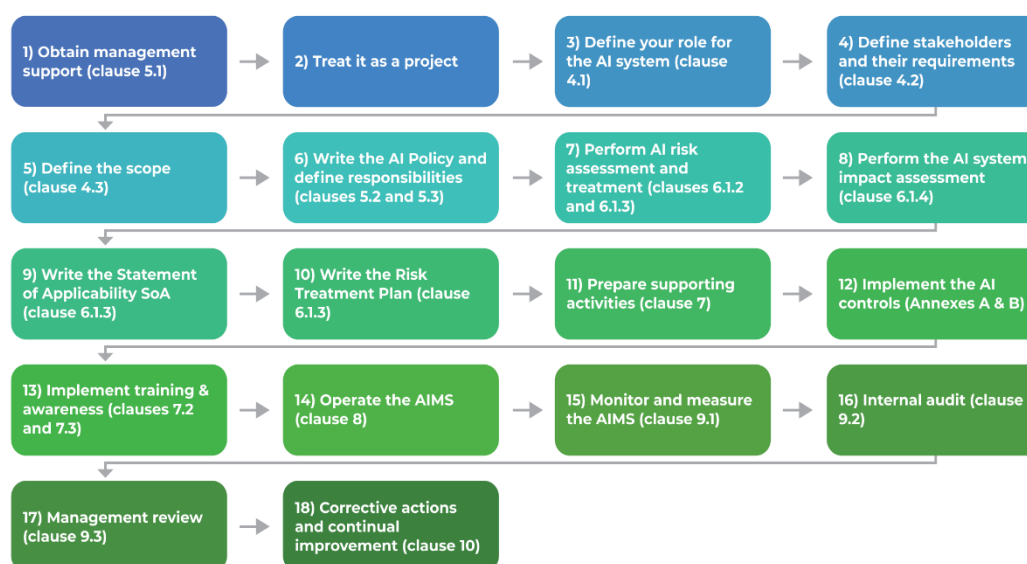 1) Obtain management
support (clause 5.1)
2) Treat it as a project
3) Define your role for
the AI system (clause
4.1)
4) Define stakeholders
and their requirements
(clause 4.2)
5) Define the scope
(clause 4.3)
6) Write the AI Policy and
define responsibilities
(clauses 5.2 and 5.3)
7) Perform AI risk
assessment and
treatment (clauses 6.1.2
and 6.1.3)
8) Perform the AI system
impact assessment
(clause 6.1.4)
9) Write the Statement
of Applicability SoA
(clause 6.1.3)
10) Write the Risk
Treatment Plan (clause
6.1.3)
11) Prepare supporting
activities (clause 7)
12) Implement the AI
controls (Annexes A & B)
13) Implement training &
awareness (clauses 7.2
and 7.3)
14) Operate the AIMS
(clause 8)
15) Monitor and measure
the AIMS (clause 9.1)
16) Internal audit (clause
9.2)
17) Management review
(clause 9.3)
18) Corrective actions
and continual
improvement (clause 10)